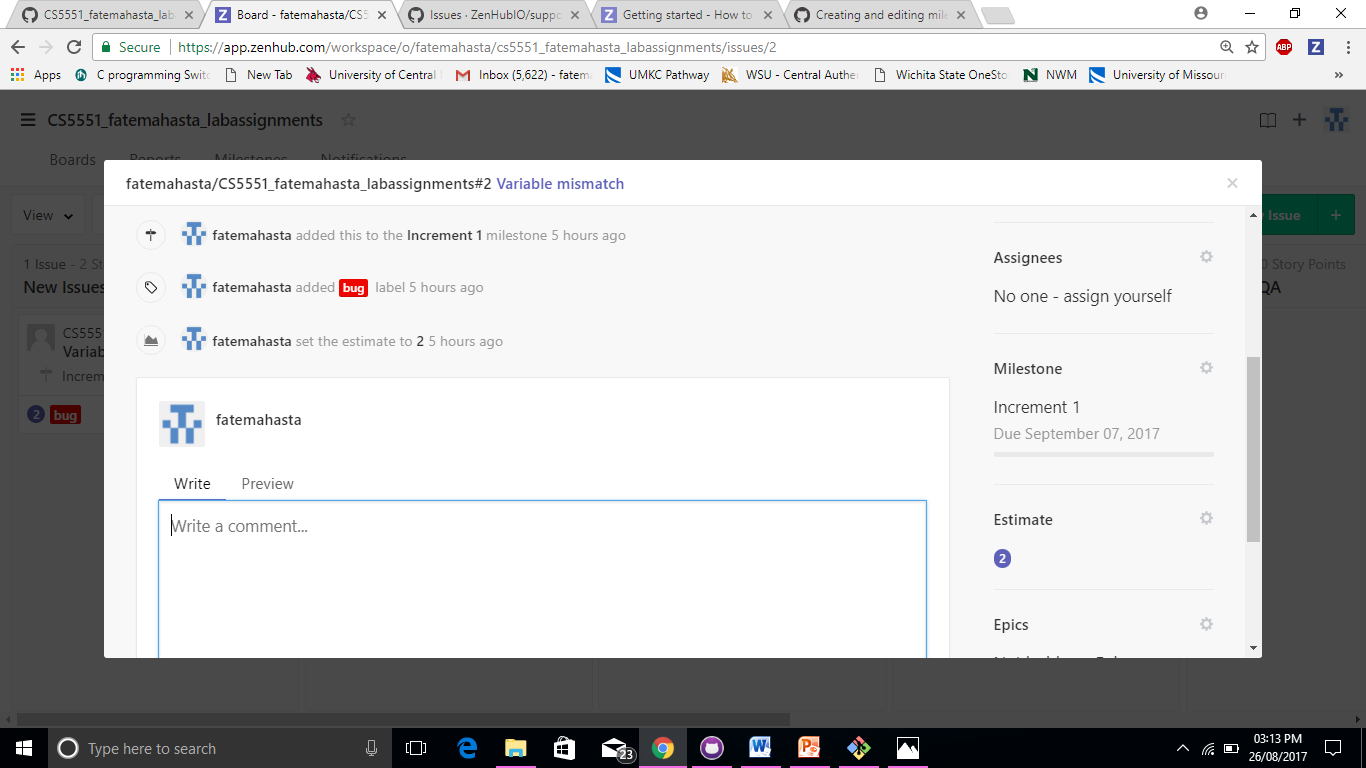 CS5551_fatemahasta_lab
Board - fatemahasta/CS5
Issues · ZenHubIO/suppo
Getting started - How to
Creating and editing mile
Secure
https://app.zenhub.com/workspace/o/fatemahasta/cs5551_fatemahasta_labassignments/issues/2
ABP
Z
Apps
C programming Switc
New Tab
University of Central
Inbox (5,622) - fatema
UMKC Pathway
WSU - Central Authe
Wichita State OneSto
NWM
University of Missour
»
CS5551_fatemahasta_labassignments
Boards
Reports
Milestones
Notifications
fatemahasta/CS5551_fatemahasta_labassignments#2 Variable mismatch
View
Issue
+
fatemahasta added this to the Increment 1 milestone 5 hours ago
fatemahasta added bug label 5 hours ago
fatemahasta set the estimate to 2 5 hours ago
1 Issue - 2 St
New Issues
0 Story Points
QA
CS555
Variab
Increm
2 bug
fatemahasta
Write
Preview
Write a comment...
Assignees
No one - assign yourself
Milestone
Increment 1
Due September 07, 2017
Estimate
2
Epics
Type here to search
23
03:13 PM
26/08/2017